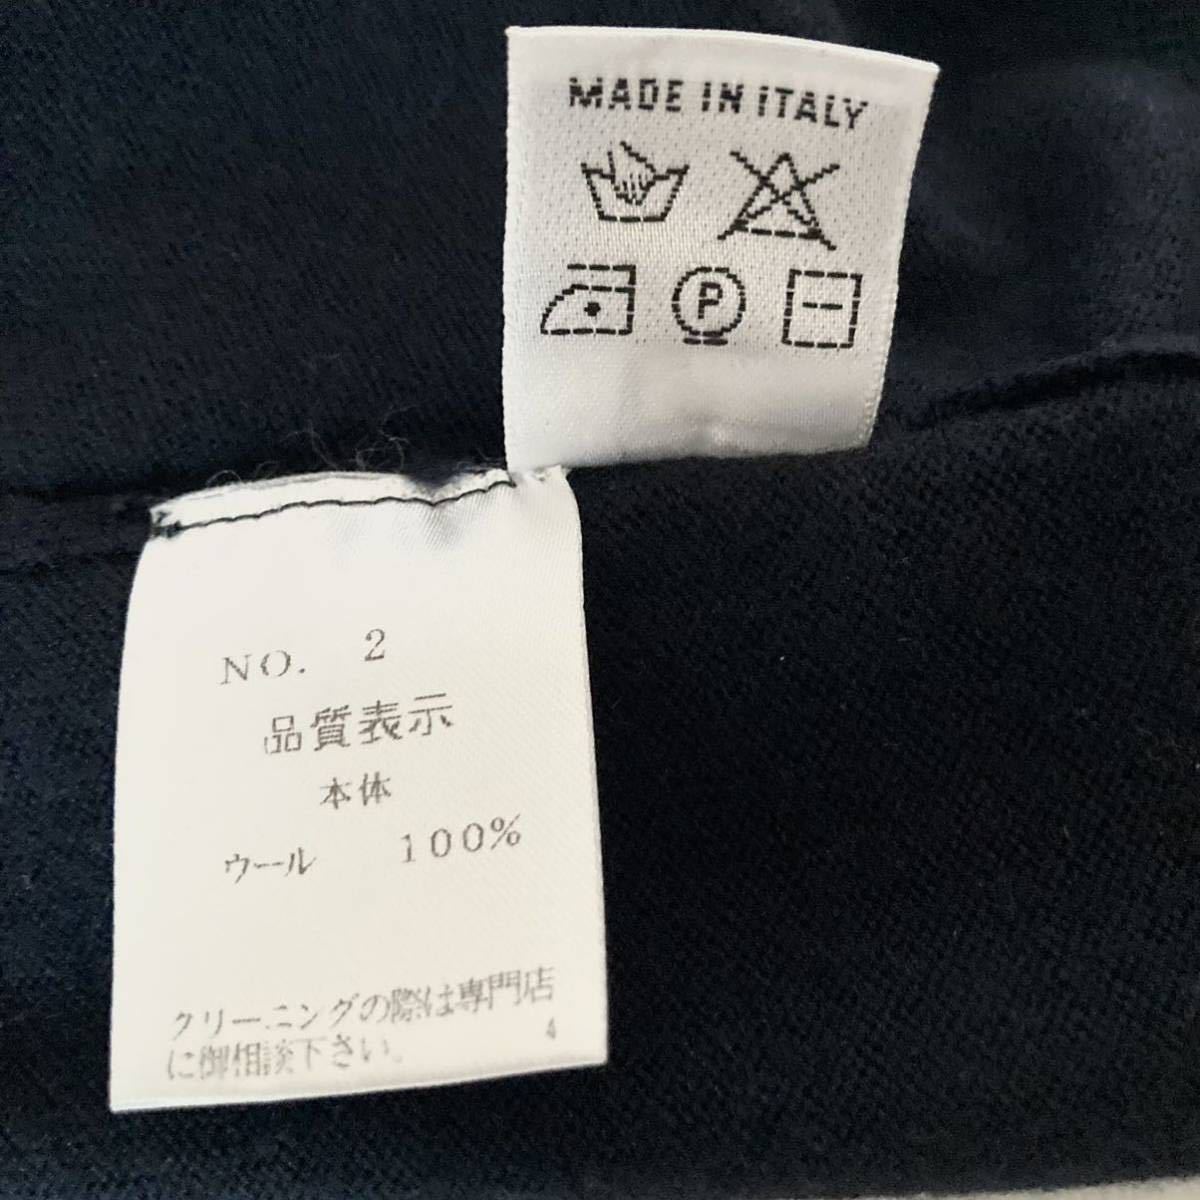 MADE IN ITALY
P
NO. 2
品質表示
本体
ウール 100%
クリーニングの際は専門店
に御相談下さい。
4